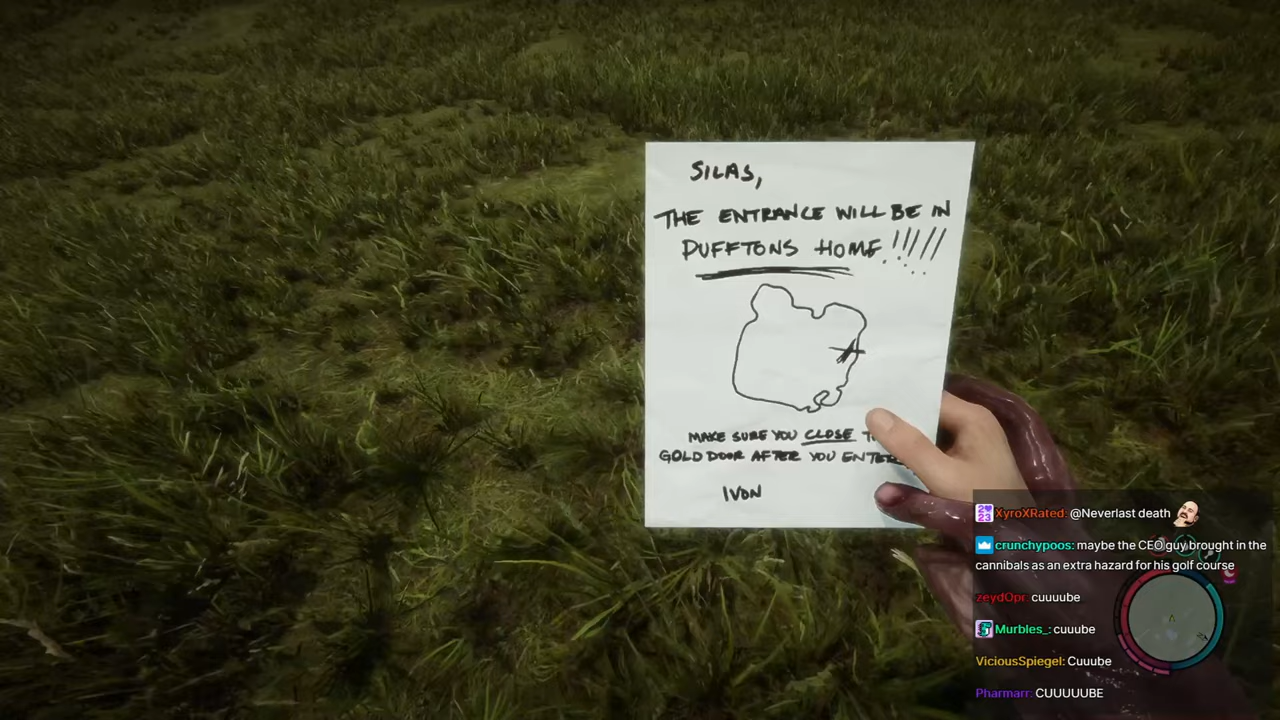 SILAS,
THE ENTRANCE WILL BE IN
PUFFTONS HOME!!!!!
MAKE SURE YOU CLOSE
GOLD DOOR AFTER YOU ENTER
IVON
XyroXRated: @Neverlast death
crunchypoos: maybe the CEO guy brought in the
cannibals as an extra hazard for his golf course
zeydOpr: cuuuube
Murbles_: cuuube
ViciousSpiegel: Cuuube
Pharmarr: CUUUUUBE